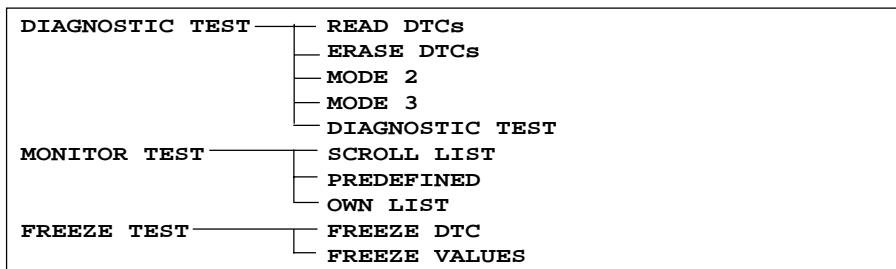 DIAGNOSTIC TEST READ DTCs
ERASE DTCs
MODE 2
MODE 3
DIAGNOSTIC TEST
MONITOR TEST SCROLL LIST
PREDEFINED
OWN LIST
FREEZE TEST FREEZE DTC
FREEZE VALUES